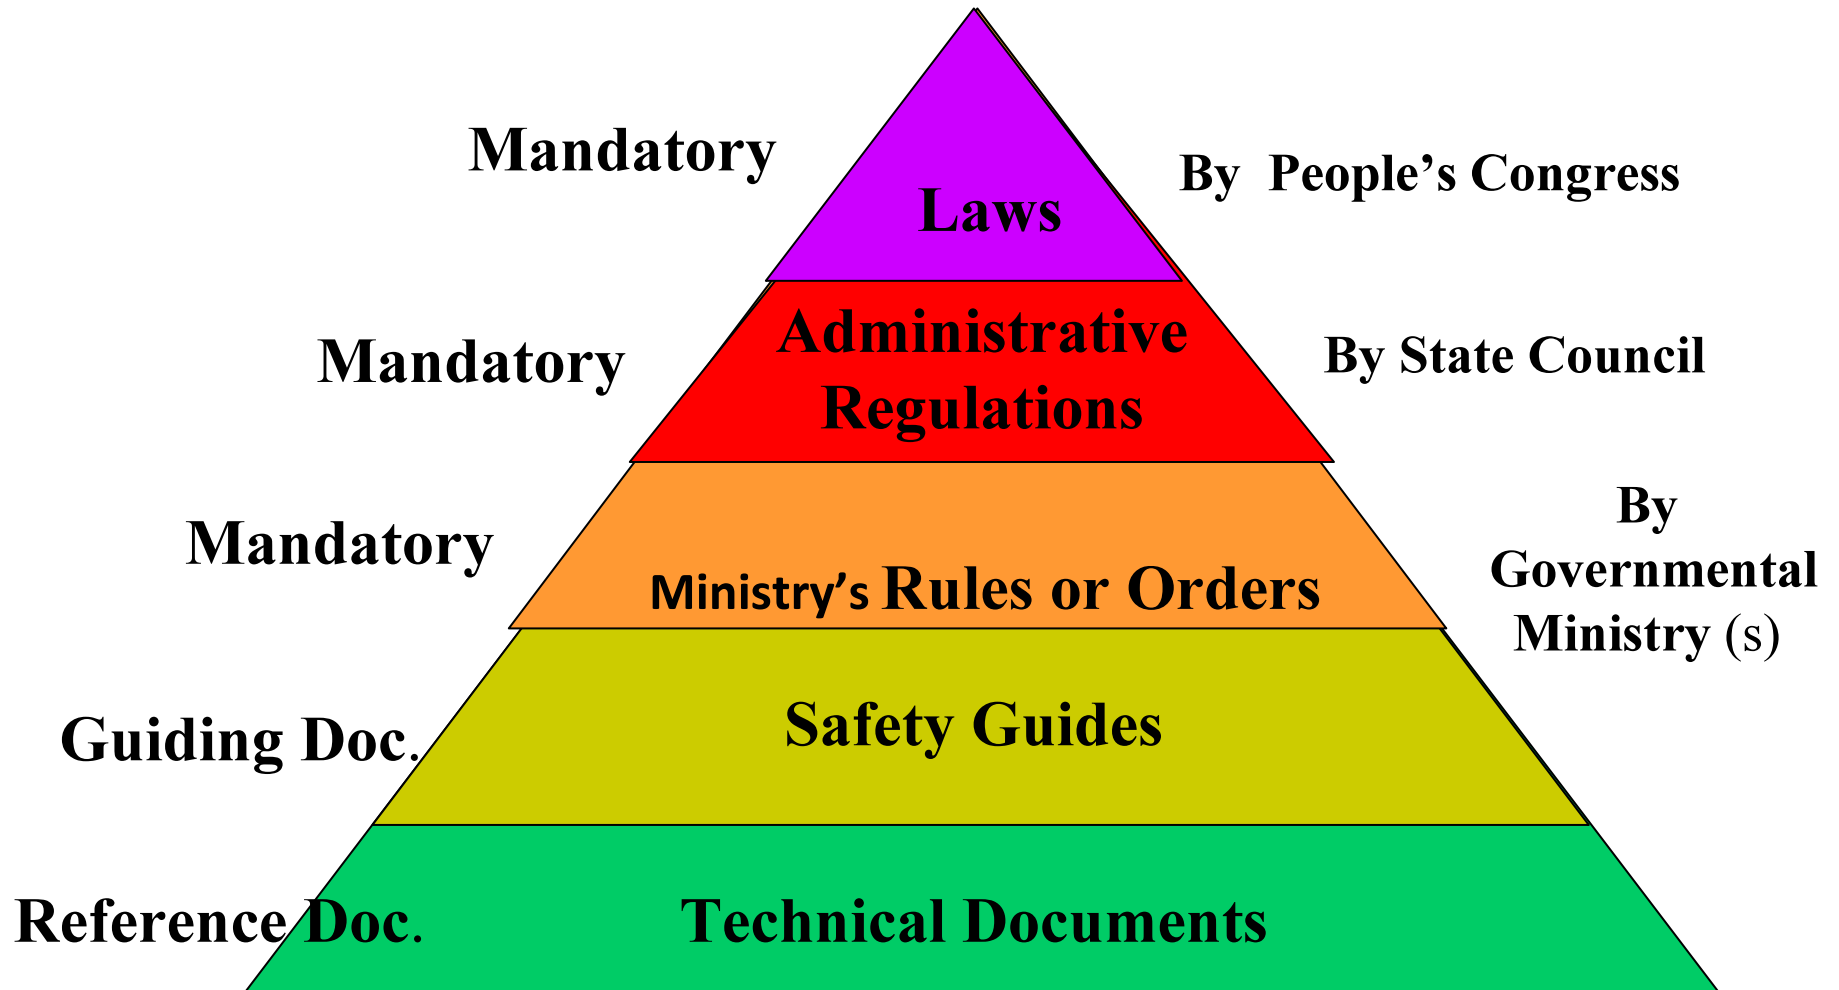 Mandatory
Laws
By People’s Congress
Mandatory
Administrative
Regulations
By State Council
Mandatory
Ministry’s Rules or Orders
By
Governmental
Ministry (s)
Guiding Doc.
Safety Guides
Reference Doc.
Technical Documents